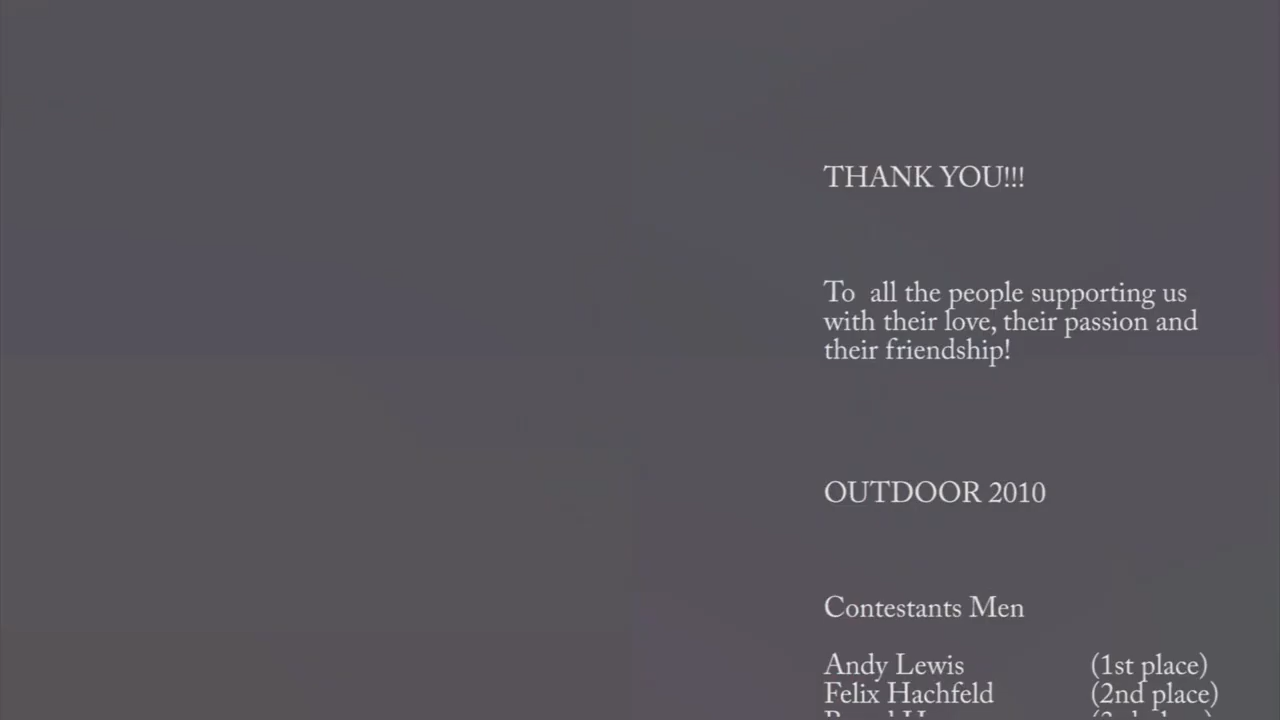 THANK YOU!!!
To all the people supporting us
with their love, their passion and
their friendship!
OUTDOOR 2010
Contestants Men
Andy Lewis (1st place)
Felix Hachfeld (2nd place)